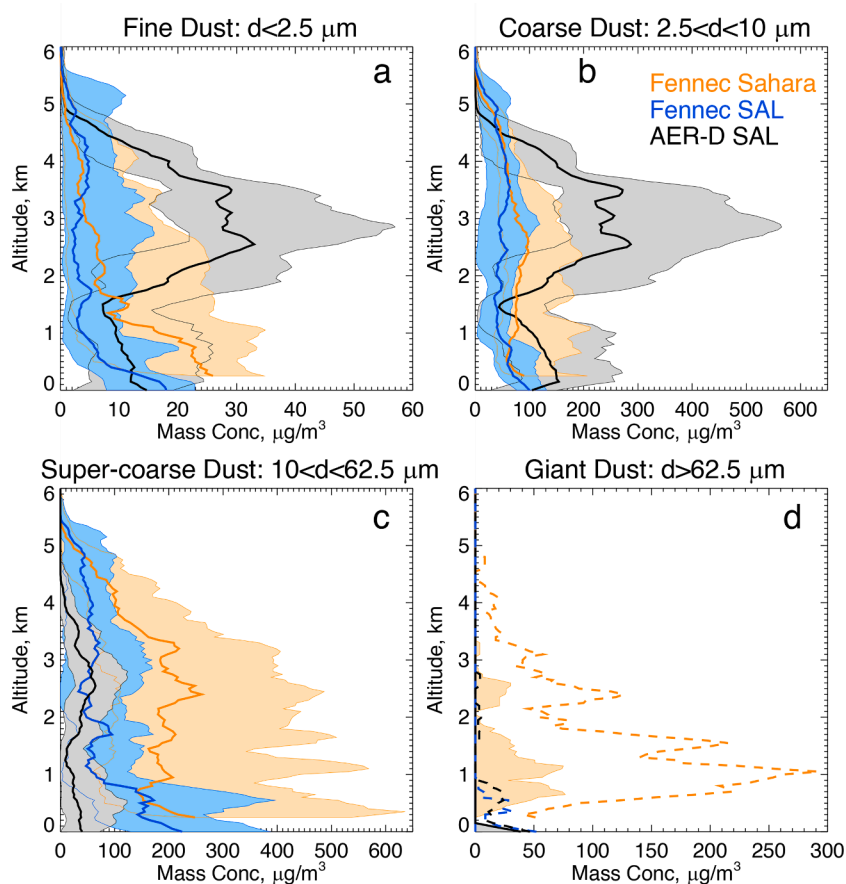 Fine Dust: d<2.5 μm
Coarse Dust: 2.5<d<10 μm
a
b
Fennec Sahara
Fennec SAL
AER-D SAL
Altitude, km
6
5
4
3
2
1
0
0 10 20 30 40 50 60
Mass Conc, μg/m³
Altitude, km
6
5
4
3
2
1
0
0 100 200 300 400 500 600
Mass Conc, μg/m³
Super-coarse Dust: 10<d<62.5 μm
Giant Dust: d>62.5 μm
c
d
Altitude, km
6
5
4
3
2
1
0
0 100 200 300 400 500 600
Mass Conc, μg/m³
Altitude, km
6
5
4
3
2
1
0
0 50 100 150 200 250 300
Mass Conc, μg/m³